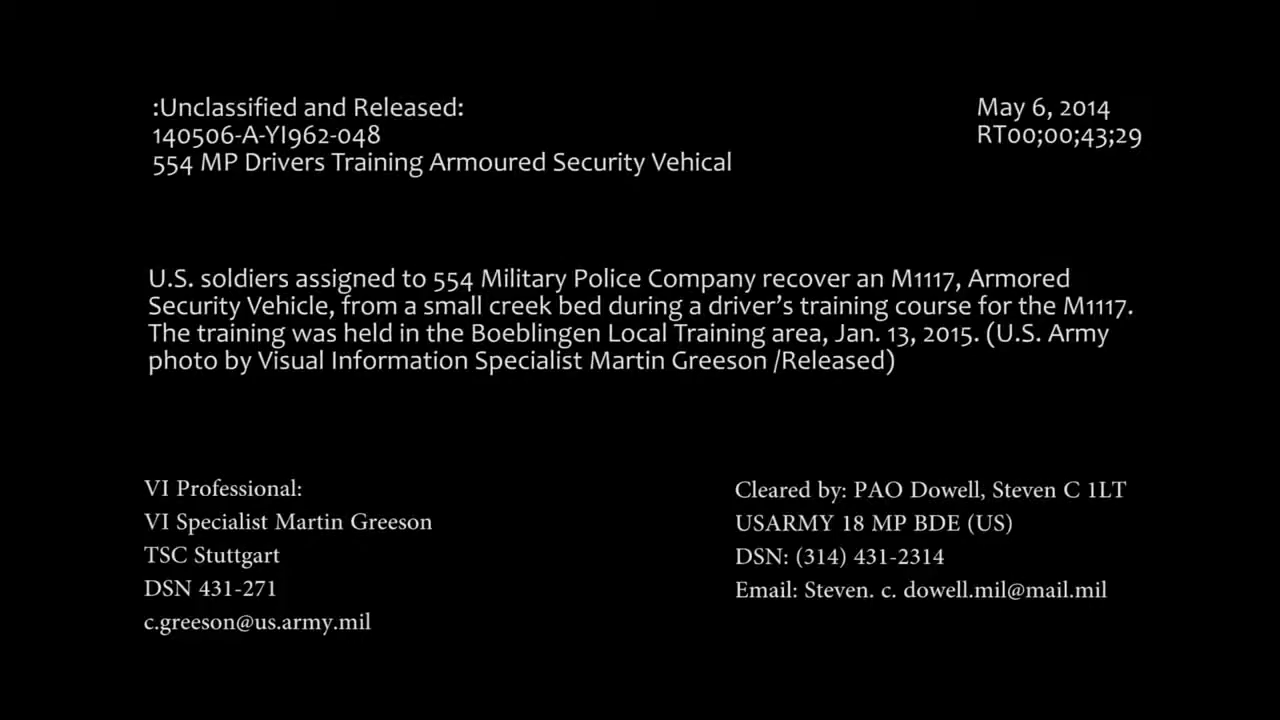 :Unclassified and Released:
140506-A-YI962-048
554 MP Drivers Training Armoured Security Vehical
May 6, 2014
RT00;00;43;29
U.S. soldiers assigned to 554 Military Police Company recover an M1117, Armored
Security Vehicle, from a small creek bed during a driver's training course for the M1117.
The training was held in the Boeblingen Local Training area, Jan. 13, 2015. (U.S. Army
photo by Visual Information Specialist Martin Greeson /Released)
VI Professional:
VI Specialist Martin Greeson
TSC Stuttgart
DSN 431-271
c.greeson@us.army.mil
Cleared by: PAO Dowell, Steven C 1LT
USARMY 18 MP BDE (US)
DSN: (314) 431-2314
Email: Steven. c. dowell.mil@mail.mil